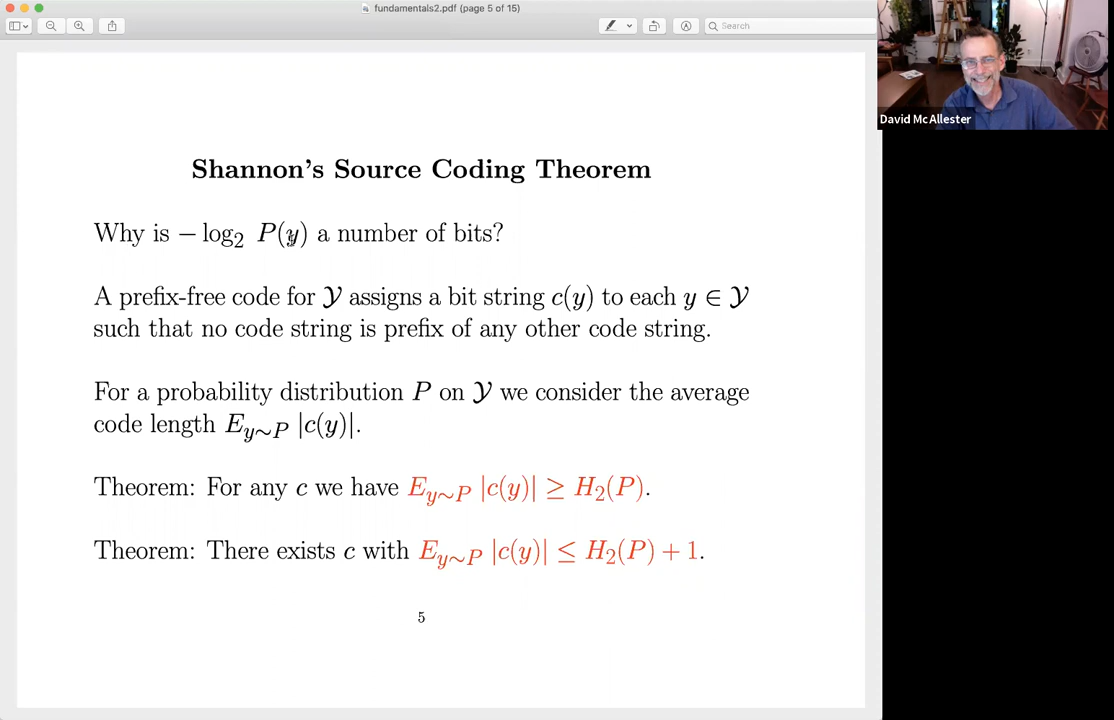 fundamentals2.pdf (page 5 of 15)
Search
David McAllester
Shannon's Source Coding Theorem
Why is − log₂ P(y) a number of bits?
A prefix-free code for 𝒴 assigns a bit string c(y) to each y ∈ 𝒴
such that no code string is prefix of any other code string.
For a probability distribution P on 𝒴 we consider the average
code length E_{y∼P} |c(y)|.
Theorem: For any c we have E_{y∼P} |c(y)| ≥ H₂(P).
Theorem: There exists c with E_{y∼P} |c(y)| ≤ H₂(P) + 1.
5